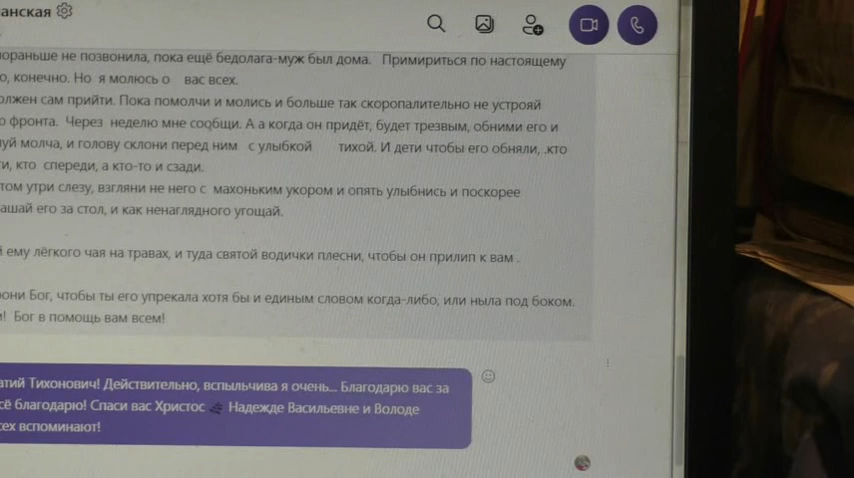 анская
вораньше не позвонила, пока ещё бедолага-муж был дома. Примириться по настоящему
о, конечно. Но я молюсь о вас всех.
олжен сам прийти. Пока помолчи и молись и больше так скоропалительно не устрояй
о фронта. Через неделю мне сообщи. А а когда он придёт, будет трезвым, обними его и
луй молча, и голову склони перед ним с улыбкой тихой. И дети чтобы его обняли, .кто
ти, кто спереди, а кто-то и сзади.
том утри слезу, взгляни не него с махоньким укором и опять улыбнись и поскорее
ашай его за стол, и как ненаглядного угощай.
й ему лёгкого чая на травах, и туда святой водички плесни, чтобы он прилип к вам .
рони Бог, чтобы ты его упрекала хотя бы и единым словом когда-либо, или ныла под боком.
и! Бог в помощь вам всем!
атий Тихонович! Действительно, вспыльчива я очень... Благодарю вас за
сё благодарю! Спаси вас Христос Надежде Васильевне и Володе
сех вспоминают!